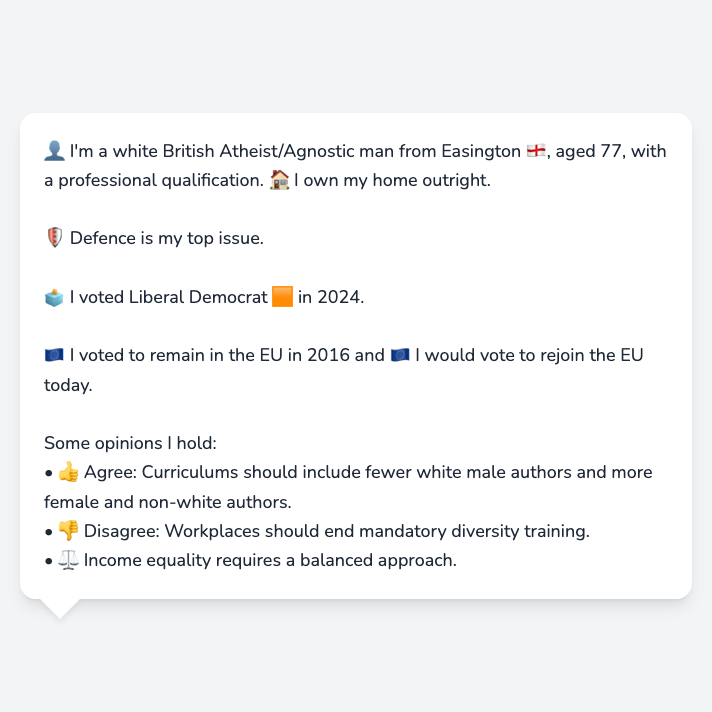 👤 I'm a white British Atheist/Agnostic man from Easington 🏴󠁧󠁢󠁥󠁮󠁧󠁿, aged 77, with
a professional qualification. 🏠 I own my home outright.
🛡️ Defence is my top issue.
🗳️ I voted Liberal Democrat 🟧 in 2024.
🇪🇺 I voted to remain in the EU in 2016 and 🇪🇺 I would vote to rejoin the EU
today.
Some opinions I hold:
• 👍 Agree: Curriculums should include fewer white male authors and more
female and non-white authors.
• 👎 Disagree: Workplaces should end mandatory diversity training.
• ⚖️ Income equality requires a balanced approach.